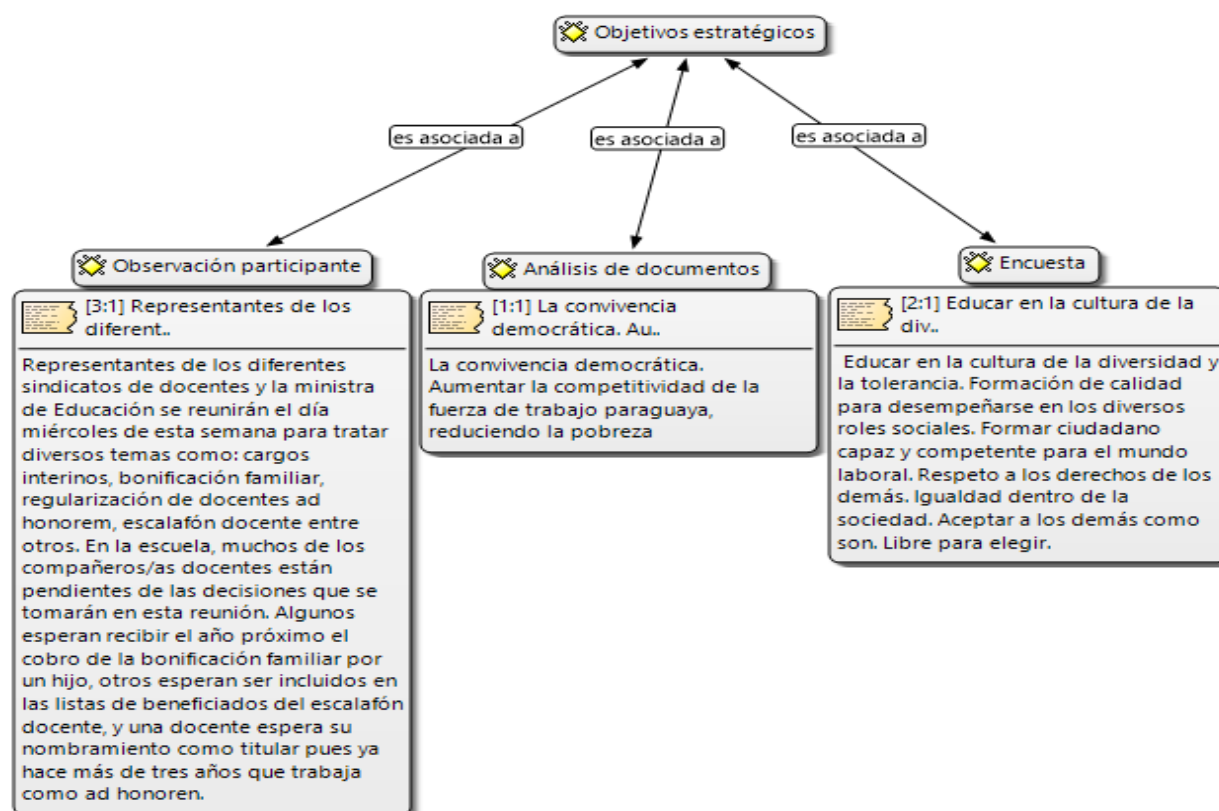 Objetivos estratégicos
es asociada a
es asociada a
es asociada a
Observación participante
[3:1] Representantes de los
diferent..
Representantes de los diferentes
sindicatos de docentes y la ministra
de Educación se reunirán el día
miércoles de esta semana para tratar
diversos temas como: cargos
interinos, bonificación familiar,
regularización de docentes ad
honorem, escalafón docente entre
otros. En la escuela, muchos de los
compañeros/as docentes están
pendientes de las decisiones que se
tomarán en esta reunión. Algunos
esperan recibir el año próximo el
cobro de la bonificación familiar por
un hijo, otros esperan ser incluidos en
las listas de beneficiados del escalafón
docente, y una docente espera su
nombramiento como titular pues ya
hace más de tres años que trabaja
como ad honoren.
Análisis de documentos
[1:1] La convivencia
democrática. Au..
La convivencia democrática.
Aumentar la competitividad de la
fuerza de trabajo paraguaya,
reduciendo la pobreza
Encuesta
[2:1] Educar en la cultura de la
div..
Educar en la cultura de la diversidad y
la tolerancia. Formación de calidad
para desempeñarse en los diversos
roles sociales. Formar ciudadano
capaz y competente para el mundo
laboral. Respeto a los derechos de los
demás. Igualdad dentro de la
sociedad. Aceptar a los demás como
son. Libre para elegir.